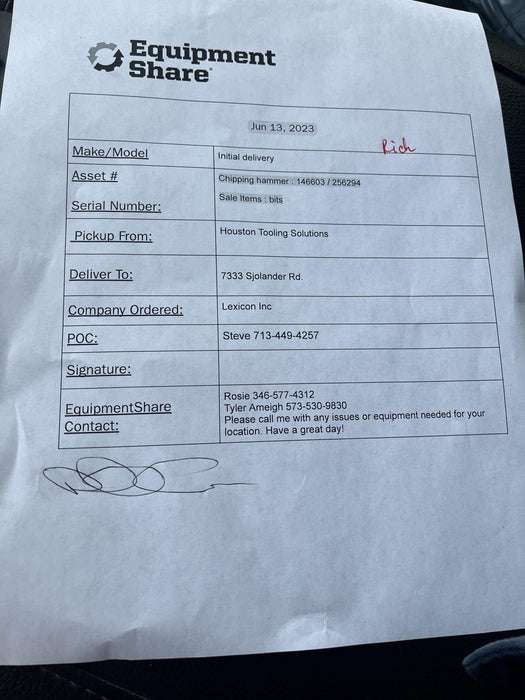 Equipment
Share
Jun 13, 2023
Rich
Make/Model
Initial delivery
Asset #
Chipping hammer : 146603 / 256294
Serial Number:
Sale Items : bits
Pickup From:
Houston Tooling Solutions
Deliver To:
7333 Sjolander Rd.
Company Ordered:
Lexicon Inc
POC:
Steve 713-449-4257
Signature:
EquipmentShare
Contact:
Rosie 346-577-4312
Tyler Ameigh 573-530-9830
Please call me with any issues or equipment needed for your
location. Have a great day!